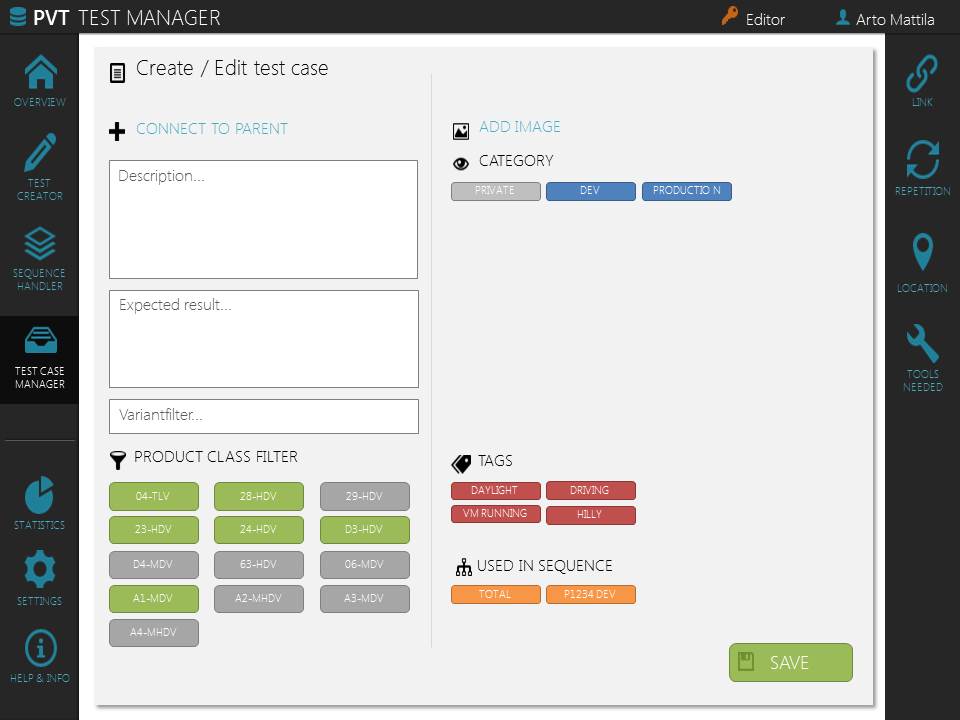 PVT TEST MANAGER
Editor
Arto Mattila
OVERVIEW
TEST
CREATOR
SEQUENCE
HANDLER
TEST CASE
MANAGER
STATISTICS
SETTINGS
HELP & INFO
Create / Edit test case
CONNECT TO PARENT
Description...
Expected result...
Variantfilter...
PRODUCT CLASS FILTER
04-TLV
28-HDV
29-HDV
23-HDV
24-HDV
D3-HDV
D4-MDV
63-HDV
06-MDV
A1-MDV
A2-MHDV
A3-MDV
A4-MHDV
ADD IMAGE
CATEGORY
PRIVATE
DEV
PRODUCTIO N
TAGS
DAYLIGHT
DRIVING
VM RUNNING
HILLY
USED IN SEQUENCE
TOTAL
P1234 DEV
SAVE
LINK
REPETITION
LOCATION
TOOLS
NEEDED